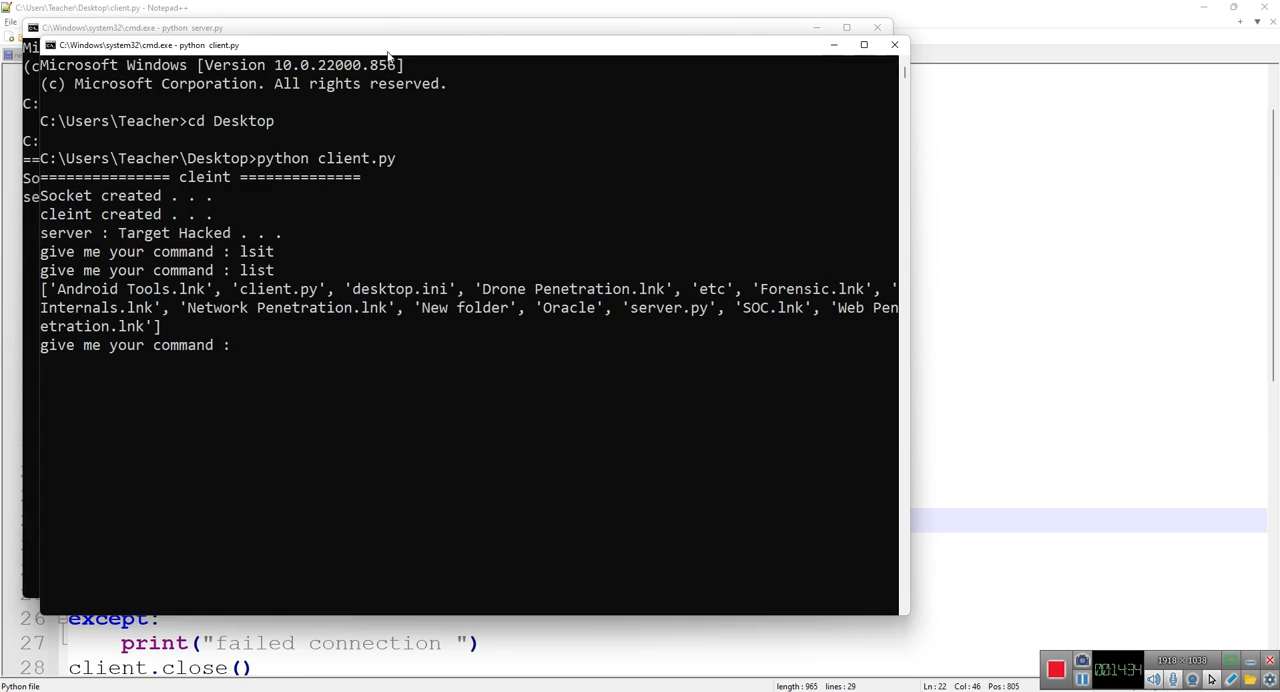 C:\Users\Teacher\Desktop\client.py - Notepad++
File
C:\Windows\system32\cmd.exe - python server.py
C:\Windows\system32\cmd.exe - python client.py
Mi
(c
C:
C:
==
So
se
Microsoft Windows [Version 10.0.22000.856]
(c) Microsoft Corporation. All rights reserved.
C:\Users\Teacher>cd Desktop
C:\Users\Teacher\Desktop>python client.py
=============== cleint ==============
Socket created . . .
cleint created . . .
server : Target Hacked . . .
give me your command : lsit
give me your command : list
['Android Tools.lnk', 'client.py', 'desktop.ini', 'Drone Penetration.lnk', 'etc', 'Forensic.lnk', '
Internals.lnk', 'Network Penetration.lnk', 'New folder', 'Oracle', 'server.py', 'SOC.lnk', 'Web Pen
etration.lnk']
give me your command :
26 except:
27 print("failed connection ")
28 client.close()
1918 × 1038
00:14:34
Python file
length : 965 lines : 29
Ln : 22 Col : 46 Pos : 805